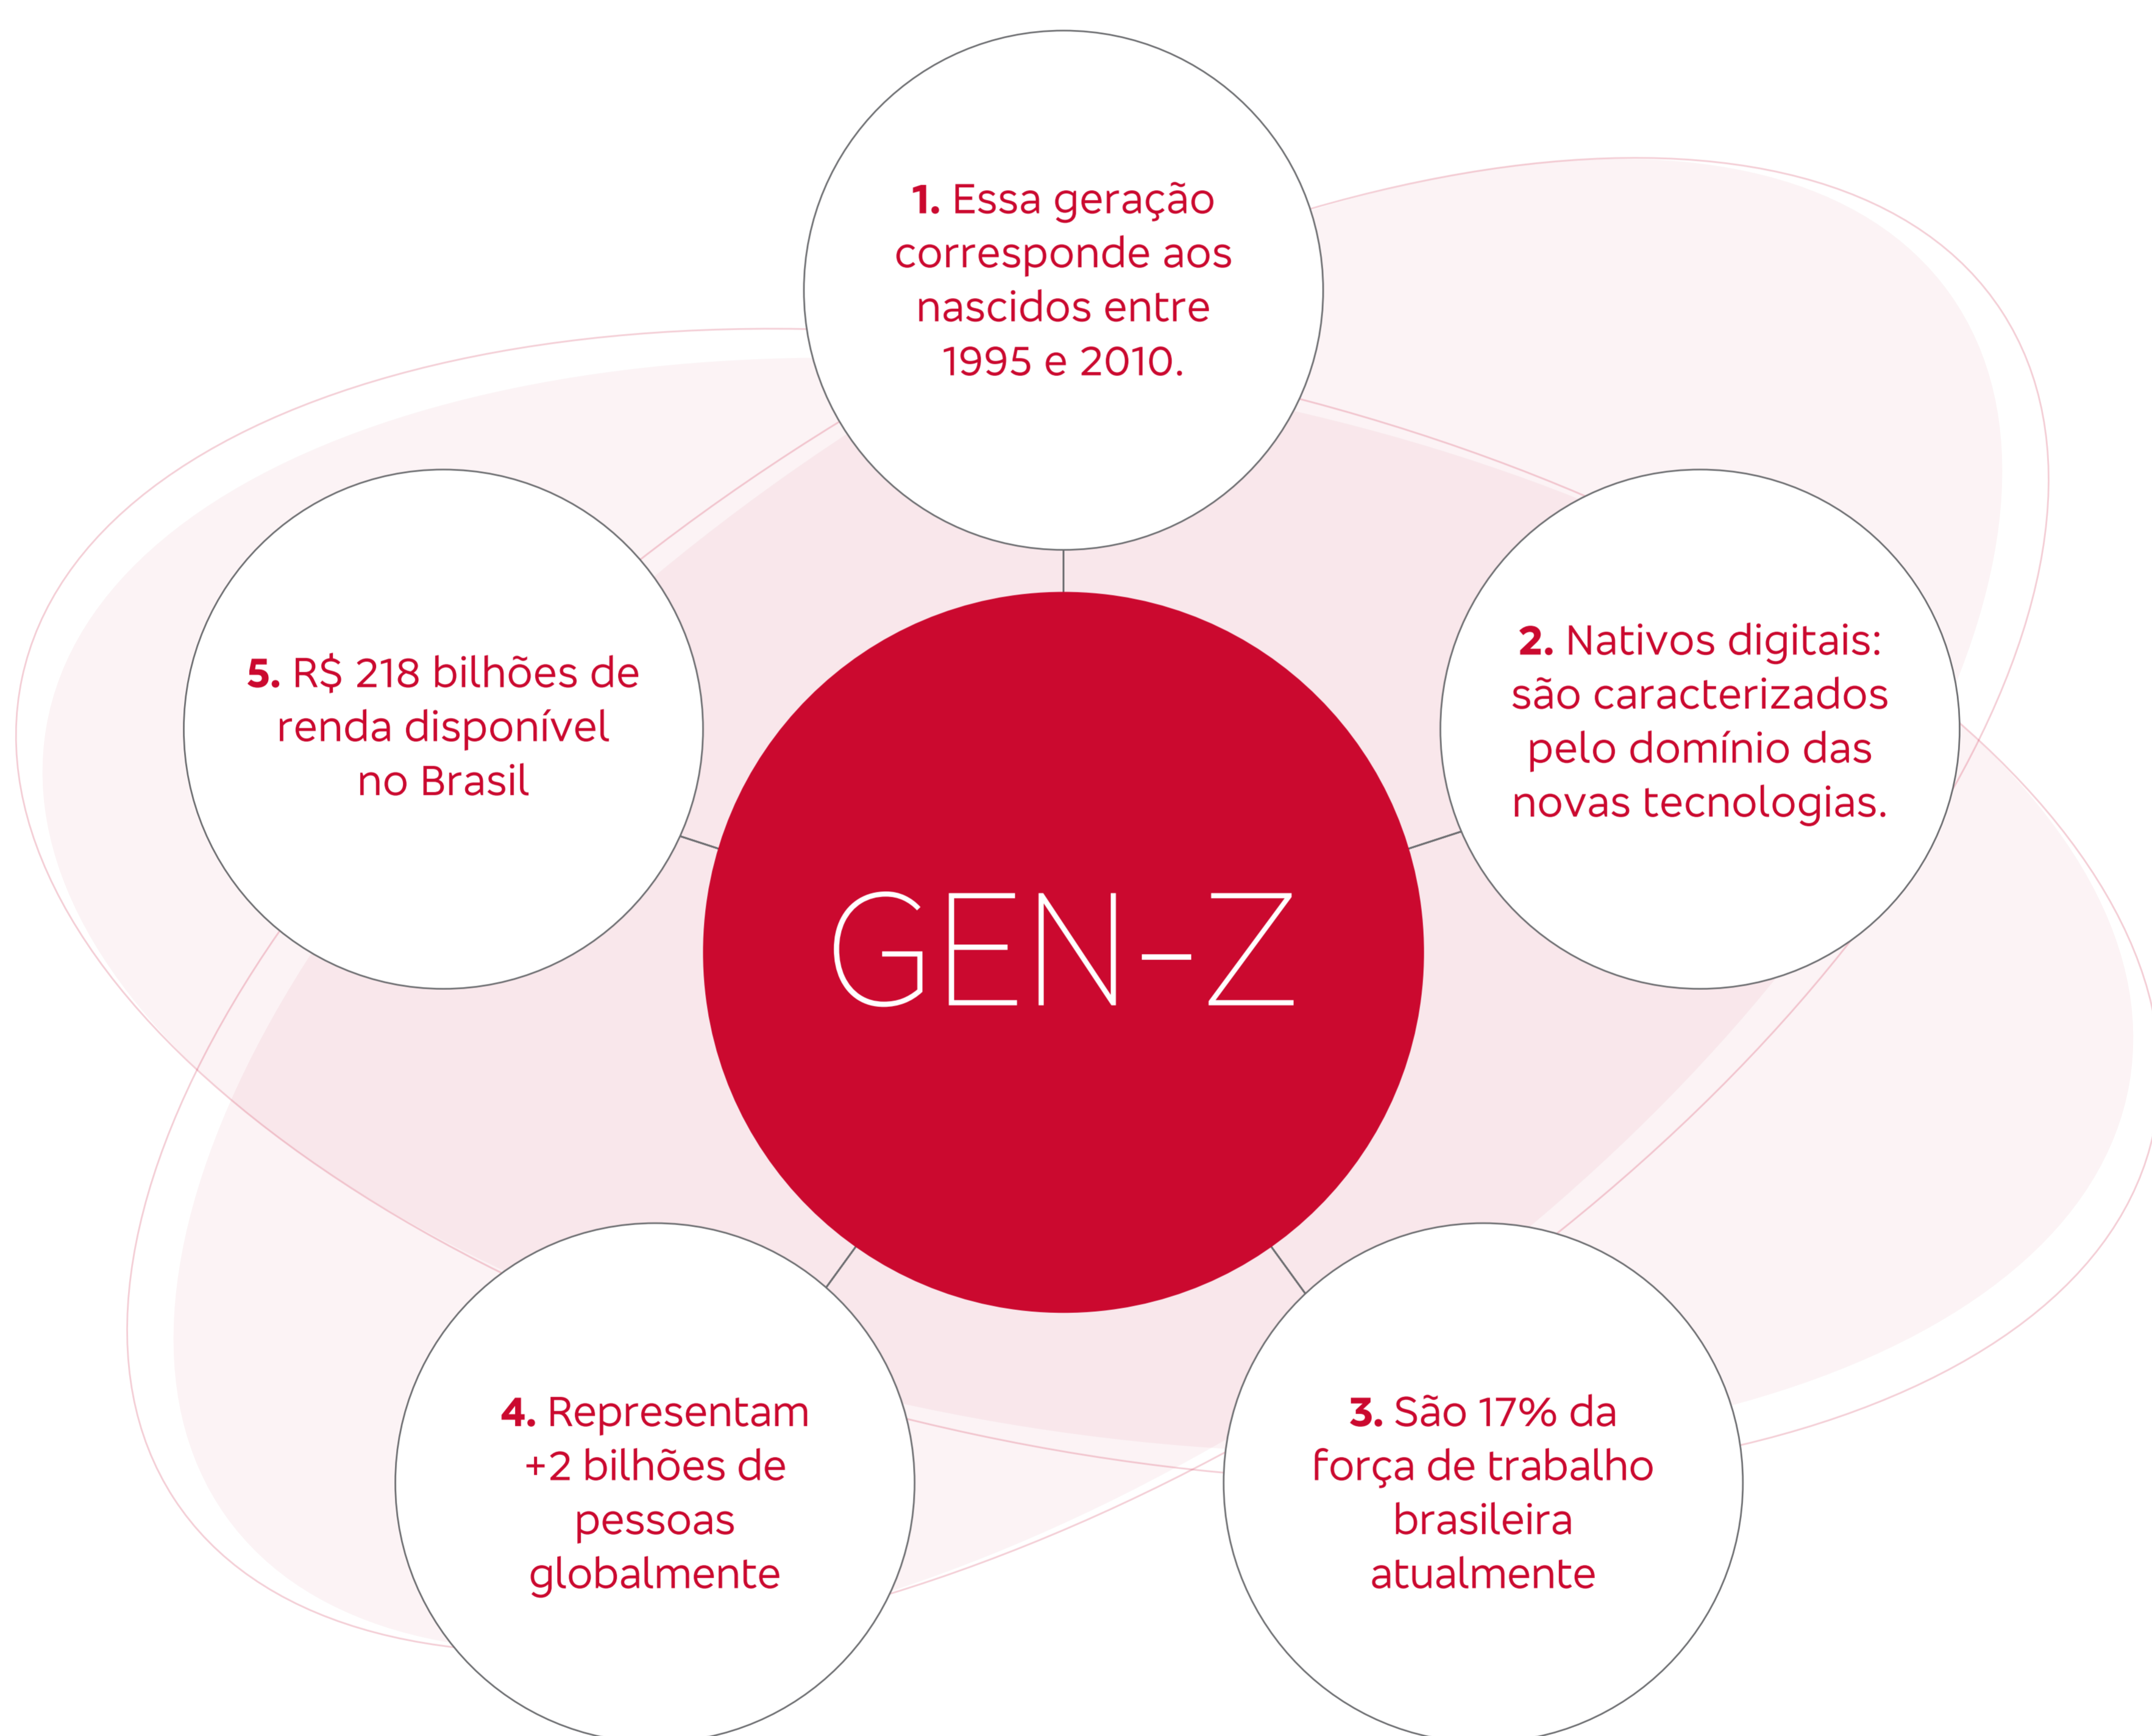 1. Essa geração
corresponde aos
nascidos entre
1995 e 2010.
2. Nativos digitais:
são caracterizados
pelo domínio das
novas tecnologias.
3. São 17% da
força de trabalho
brasileira
atualmente
4. Representam
+2 bilhões de
pessoas
globalmente
5. R$ 218 bilhões de
renda disponível
no Brasil
GEN-Z